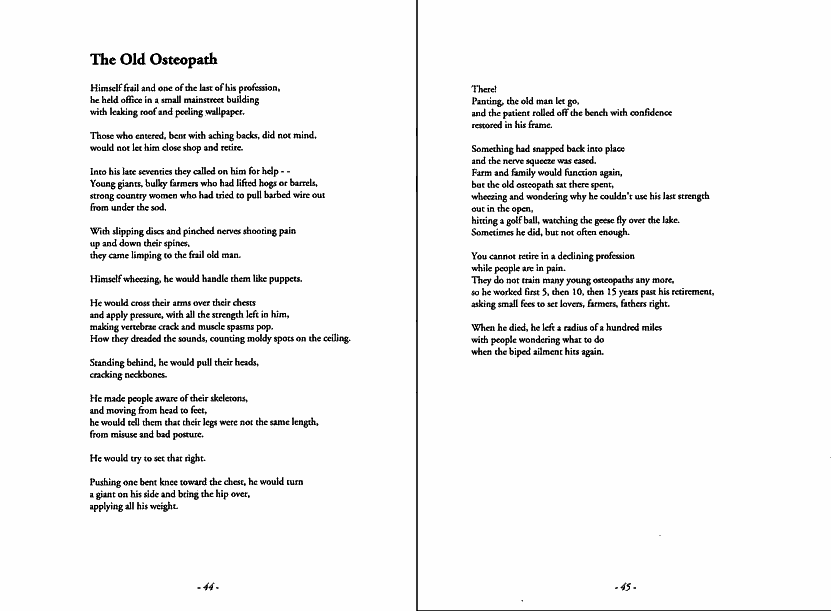 The Old Osteopath
Himself frail and one of the last of his profession,
he held office in a small mainstreet building
with leaking roof and peeling wallpaper.
Those who entered, bent with aching backs, did not mind,
would not let him close shop and retire.
Into his late seventies they called on him for help - -
Young giants, bulky farmers who had lifted hogs or barrels,
strong country women who had tried to pull barbed wire out
from under the sod.
With slipping discs and pinched nerves shooting pain
up and down their spines,
they came limping to the frail old man.
Himself wheezing, he would handle them like puppets.
He would cross their arms over their chests
and apply pressure, with all the strength left in him,
making vertebrae crack and muscle spasms pop.
How they dreaded the sounds, counting moldy spots on the ceiling.
Standing behind, he would pull their heads,
cracking neckbones.
He made people aware of their skeletons,
and moving from head to feet,
he would tell them that their legs were not the same length,
from misuse and bad posture.
He would try to set that right.
Pushing one bent knee toward the chest, he would turn
a giant on his side and bring the hip over,
applying all his weight.
- 44 -
There!
Panting, the old man let go,
and the patient rolled off the bench with confidence
restored in his frame.
Something had snapped back into place
and the nerve squeeze was eased.
Farm and family would function again,
but the old osteopath sat there spent,
wheezing and wondering why he couldn't use his last strength
out in the open,
hitting a golf ball, watching the geese fly over the lake.
Sometimes he did, but not often enough.
You cannot retire in a declining profession
while people are in pain.
They do not train many young osteopaths any more,
so he worked first 5, then 10, then 15 years past his retirement,
asking small fees to set lovers, farmers, fathers right.
When he died, he left a radius of a hundred miles
with people wondering what to do
when the biped ailment hits again.
- 45 -